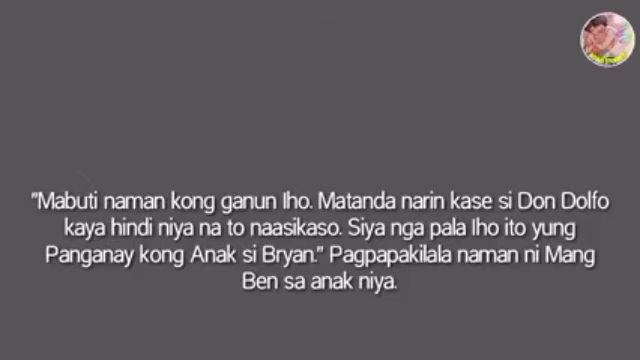 "Mabuti naman kong ganun Iho. Matanda narin kase si Don Dolfo
kaya hindi niya na to naasikaso. Siya nga pala Iho ito yung
Panganay kong Anak si Bryan." Pagpapakilala naman ni Mang
Ben sa anak niya.